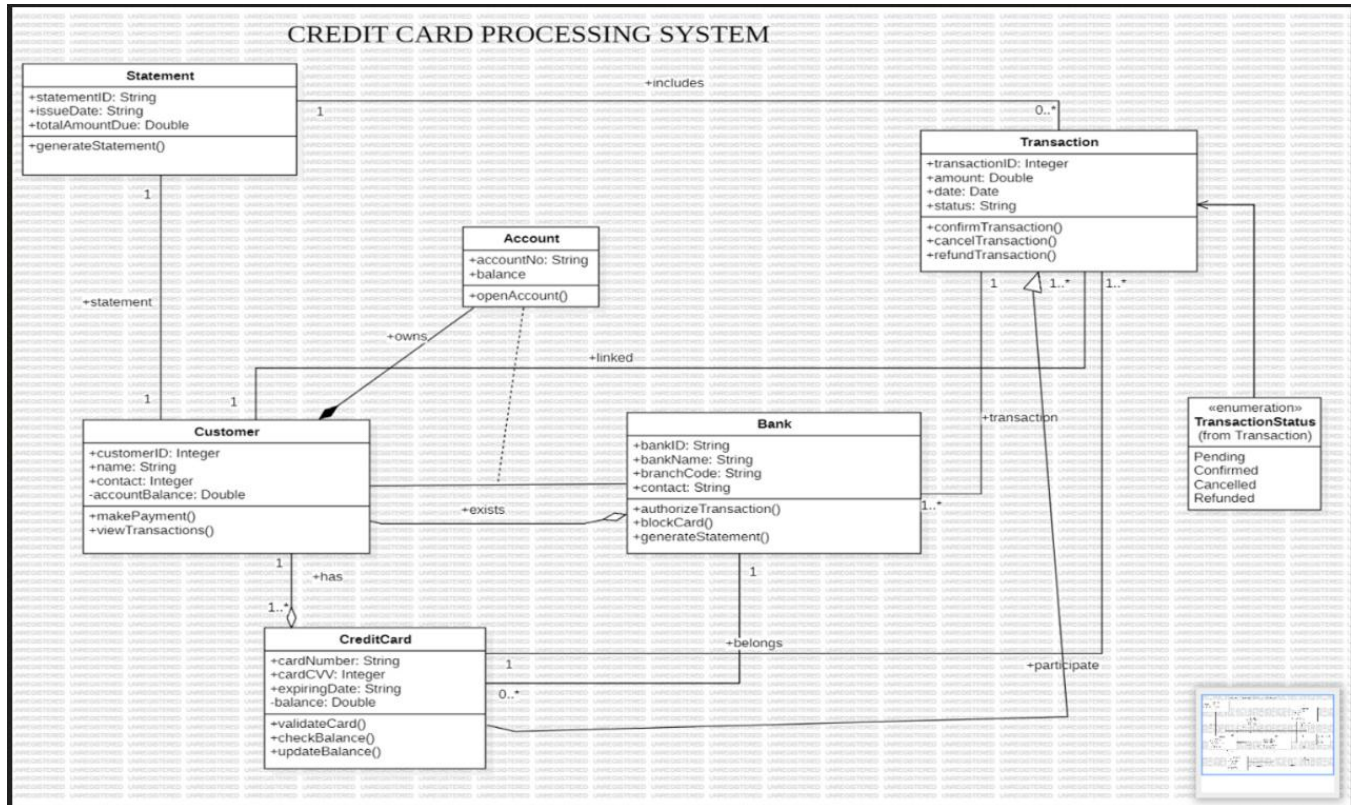 CREDIT CARD PROCESSING SYSTEM
Statement
+statementID: String
+issueDate: String
+totalAmountDue: Double
+generateStatement()
+includes
1
0..*
Transaction
+transactionID: Integer
+amount: Double
+date: Date
+status: String
+confirmTransaction()
+cancelTransaction()
+refundTransaction()
1
+statement
1
Account
+accountNo: String
+balance
+openAccount()
+owns
+linked
1
1
1..*
1..*
+transaction
1..*
«enumeration»
TransactionStatus
(from Transaction)
Pending
Confirmed
Cancelled
Refunded
Customer
+customerID: Integer
+name: String
+contact: Integer
-accountBalance: Double
+makePayment()
+viewTransactions()
+exists
Bank
+bankID: String
+bankName: String
+branchCode: String
+contact: String
+authorizeTransaction()
+blockCard()
+generateStatement()
1
+has
1..*
1
+belongs
CreditCard
+cardNumber: String
+cardCVV: Integer
+expiringDate: String
-balance: Double
+validateCard()
+checkBalance()
+updateBalance()
1
0..*
+participate